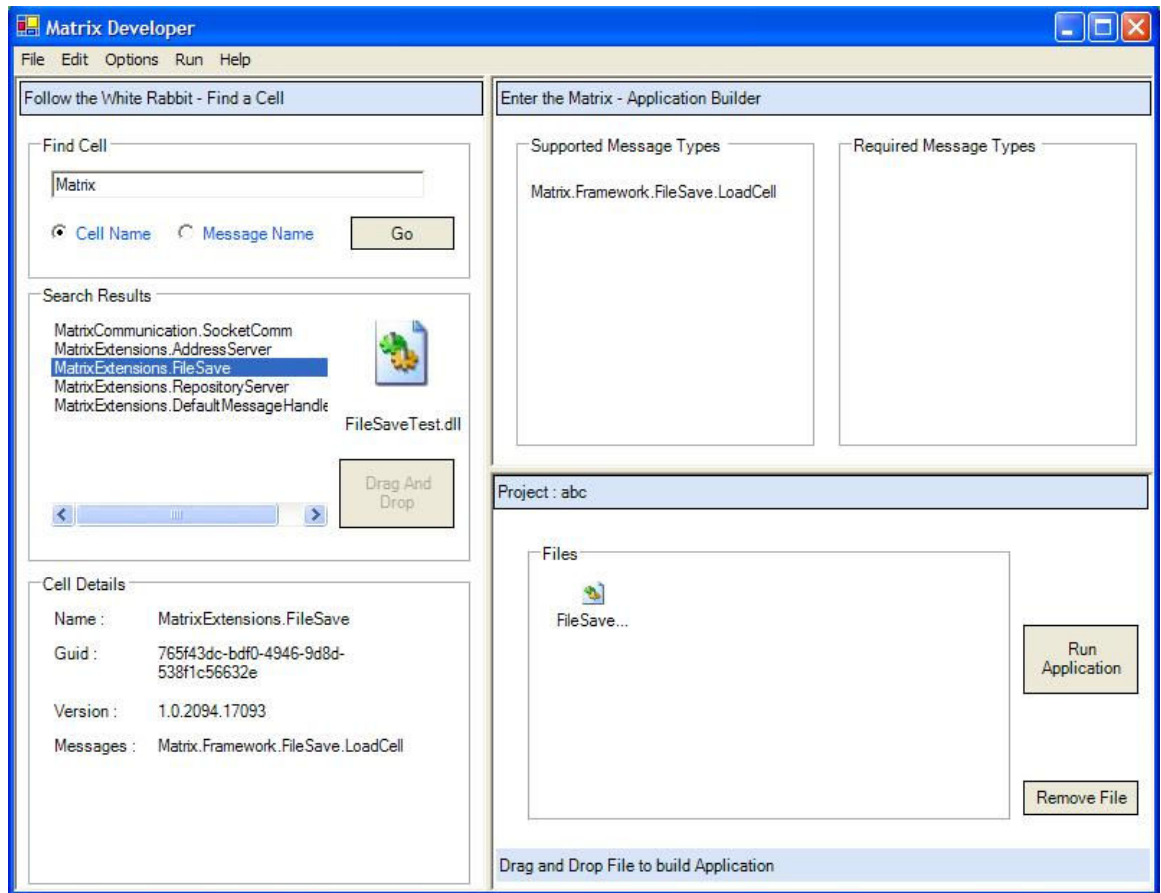 Matrix Developer
File Edit Options Run Help
Follow the White Rabbit - Find a Cell
Find Cell
Matrix
Cell Name Message Name Go
Search Results
MatrixCommunication.SocketComm
MatrixExtensions.AddressServer
MatrixExtensions.FileSave
MatrixExtensions.RepositoryServer
MatrixExtensions.DefaultMessageHandle
FileSaveTest.dll
Drag And
Drop
Cell Details
Name : MatrixExtensions.FileSave
Guid : 765f43dc-bdf0-4946-9d8d-
538f1c56632e
Version : 1.0.2094.17093
Messages : Matrix.Framework.FileSave.LoadCell
Enter the Matrix - Application Builder
Supported Message Types
Matrix.Framework.FileSave.LoadCell
Required Message Types
Project : abc
Files
FileSave...
Run
Application
Remove File
Drag and Drop File to build Application